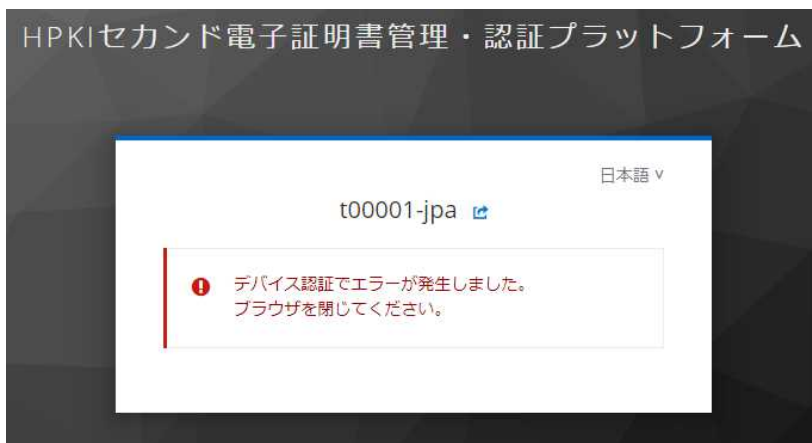 HPKIセカンド電子証明書管理・認証プラットフォーム
日本語 ∨
t00001-jpa
デバイス認証でエラーが発生しました。
ブラウザを閉じてください。